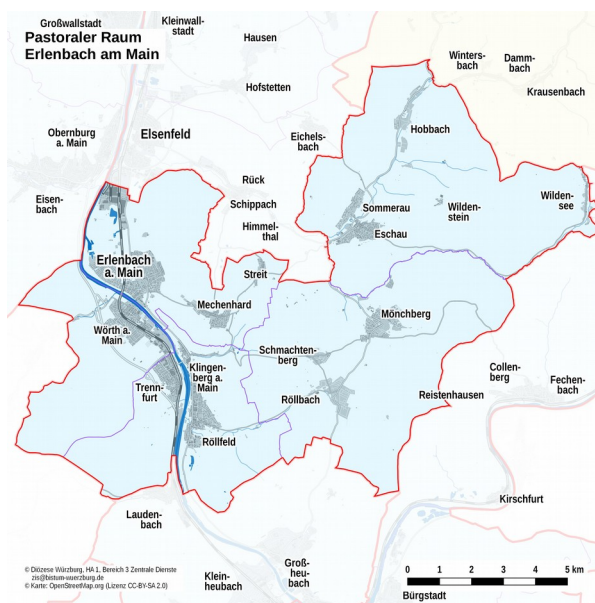 Großwallstadt
Kleinwall-
stadt
Pastoraler Raum
Erlenbach am Main
Hausen
Hofstetten
Winters-
bach
Damm-
bach
Krausenbach
Obernburg
a. Main
Elsenfeld
Eichels-
bach
Hobbach
Eisen-
bach
Rück
Schippach
Himmel-
thal
Sommerau
Eschau
Wilden-
stein
Wilden-
see
Erlenbach
a. Main
Streit
Mechenhard
Wörth a.
Main
Mönchberg
Schmachten-
berg
Klingen-
berg a.
Main
Trenn-
furt
Röllbach
Reistenhausen
Collen-
berg
Fechen-
bach
Röllfeld
Lauden-
bach
Kirschfurt
Klein-
heubach
Groß-
heu-
bach
© Diözese Würzburg, HA 1, Bereich 3 Zentrale Dienste
zis@bistum-wuerzburg.de
© Karte: OpenStreetMap.org (Lizenz CC-BY-SA 2.0)
0 1 2 3 4 5 km
Bürgstadt